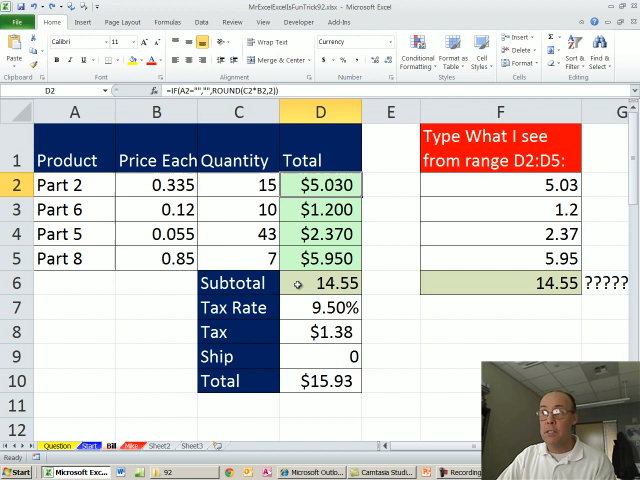 MrExcelExcelIsFunTrick92.xlsx - Microsoft Excel
File Home Insert Page Layout Formulas Data Review View Developer Add-Ins
Paste
Calibri 11
Wrap Text
Merge & Center
Currency
Conditional Formatting
Format as Table
Cell Styles
Insert
Delete
Format
Sort & Filter
Find & Select
Clipboard Font Alignment Number Styles Cells Editing
D2 fx =IF(A2="","",ROUND(C2*B2,2))
A B C D E F G
1 Product Price Each Quantity Total Type What I see
from range D2:D5:
2 Part 2 0.335 15 $5.030 5.03
3 Part 6 0.12 10 $1.200 1.2
4 Part 5 0.055 43 $2.370 2.37
5 Part 8 0.85 7 $5.950 5.95
6 Subtotal 14.55 14.55 ?????
7 Tax Rate 9.50%
8 Tax $1.38
9 Ship 0
10 Total $15.93
11
12
Question Start Bill Mike Sheet2 Sheet3
Start Microsoft Exc... 92 Microsoft Outl... Camtasia Studi... Recording